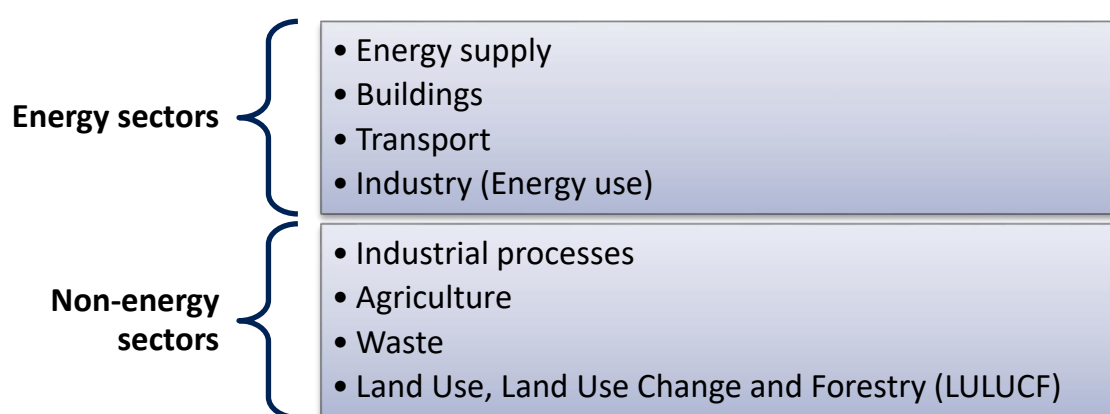 Energy sectors
• Energy supply
• Buildings
• Transport
• Industry (Energy use)
Non-energy
sectors
• Industrial processes
• Agriculture
• Waste
• Land Use, Land Use Change and Forestry (LULUCF)